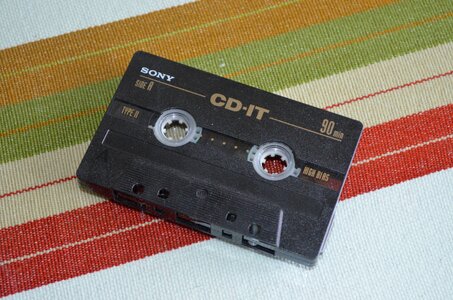 SONY
SIDE A
CD-IT
90 min
TYPE II
HIGH BIAS